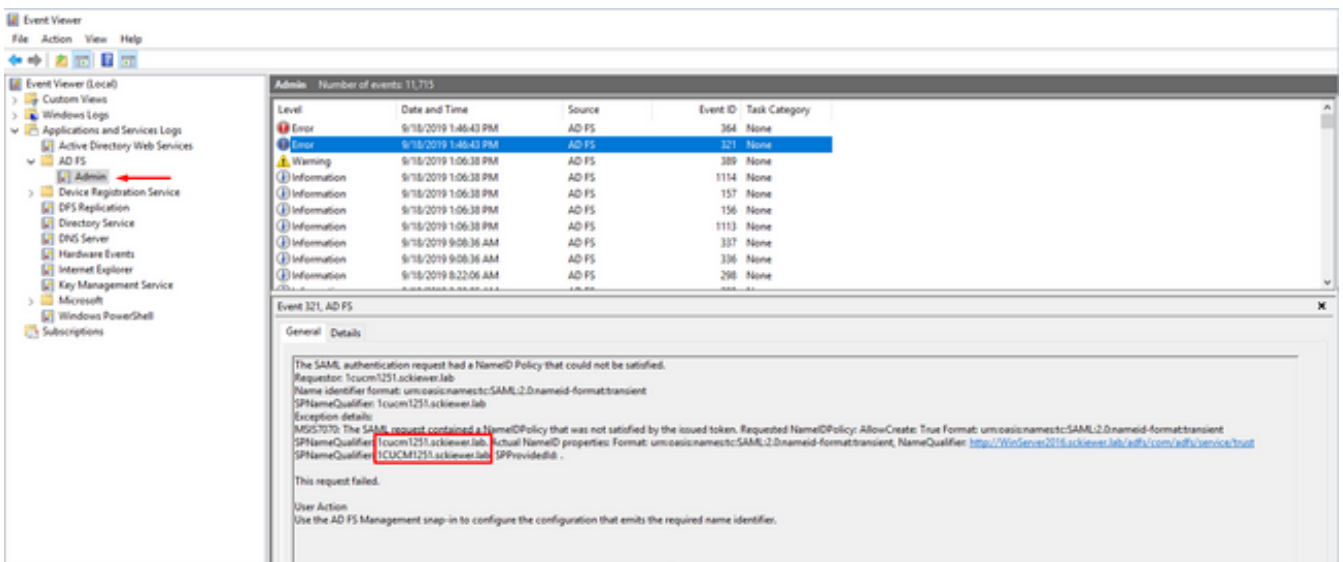 Event Viewer
File Action View Help
Event Viewer (Local)
Custom Views
Windows Logs
Applications and Services Logs
Active Directory Web Services
AD FS
Admin
Device Registration Service
DFS Replication
Directory Service
DNS Server
Hardware Events
Internet Explorer
Key Management Service
Microsoft
Windows PowerShell
Subscriptions
Admin Number of events: 11,715
Level Date and Time Source Event ID Task Category
Error 9/18/2019 1:46:43 PM AD FS 364 None
Error 9/18/2019 1:46:43 PM AD FS 321 None
Warning 9/18/2019 1:06:38 PM AD FS 389 None
Information 9/18/2019 1:06:38 PM AD FS 1114 None
Information 9/18/2019 1:06:38 PM AD FS 157 None
Information 9/18/2019 1:06:38 PM AD FS 156 None
Information 9/18/2019 1:06:38 PM AD FS 1113 None
Information 9/18/2019 9:08:36 AM AD FS 337 None
Information 9/18/2019 9:08:36 AM AD FS 336 None
Information 9/18/2019 8:22:06 AM AD FS 298 None
Event 321, AD FS
General Details
The SAML authentication request had a NameID Policy that could not be satisfied.
Requestor: 1cucm1251.sckiewer.lab
Name identifier format: urn:oasis:names:tc:SAML:2.0:nameid-format:transient
SPNameQualifier: 1cucm1251.sckiewer.lab
Exception details:
MSIS7070: The SAML request contained a NameIDPolicy that was not satisfied by the issued token. Requested NameIDPolicy: AllowCreate: True Format: urn:oasis:names:tc:SAML:2.0:nameid-format:transient
SPNameQualifier: 1cucm1251.sckiewer.lab. Actual NameID properties: Format: urn:oasis:names:tc:SAML:2.0:nameid-format:transient, NameQualifier: http://WinServer2016.sckiewer.lab/adfs/com/adfs/service/trust
SPNameQualifier: 1CUCM1251.sckiewer.lab, SPProvidedId: .
This request failed.
User Action
Use the AD FS Management snap-in to configure the configuration that emits the required name identifier.